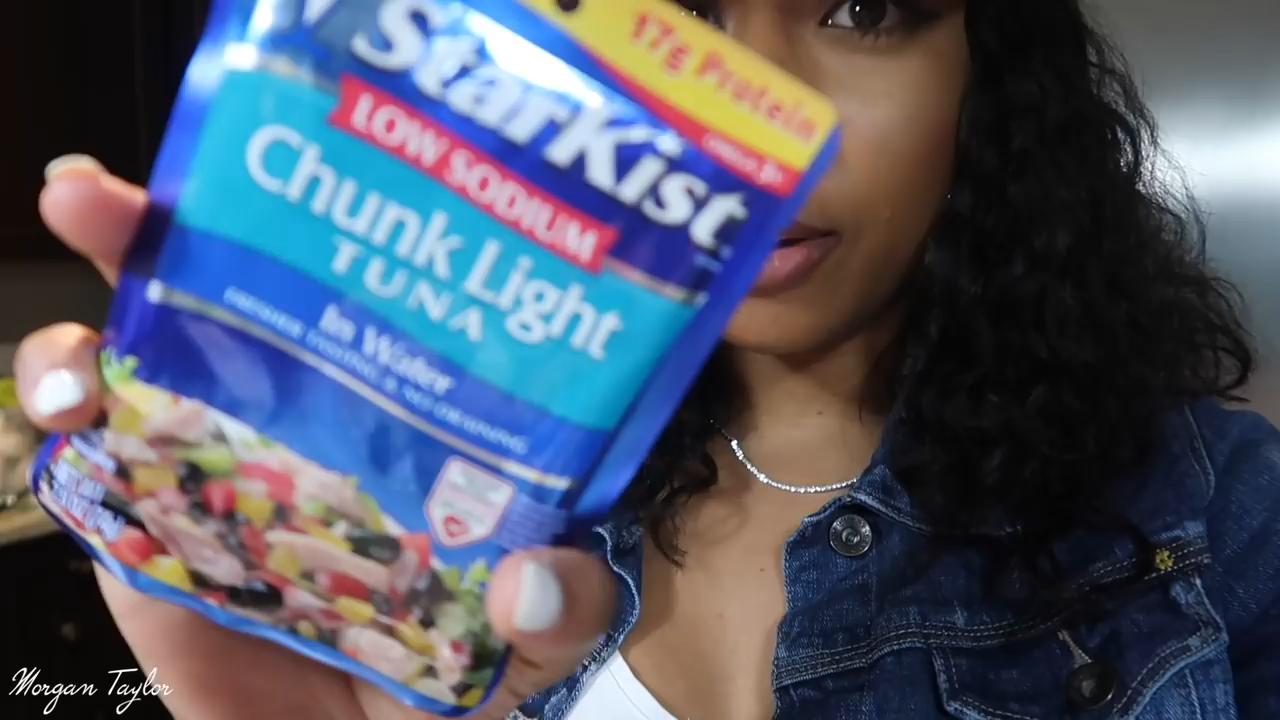 17g Protein
StarKist
LOW SODIUM
Chunk Light
TUNA
In Water
Morgan Taylor